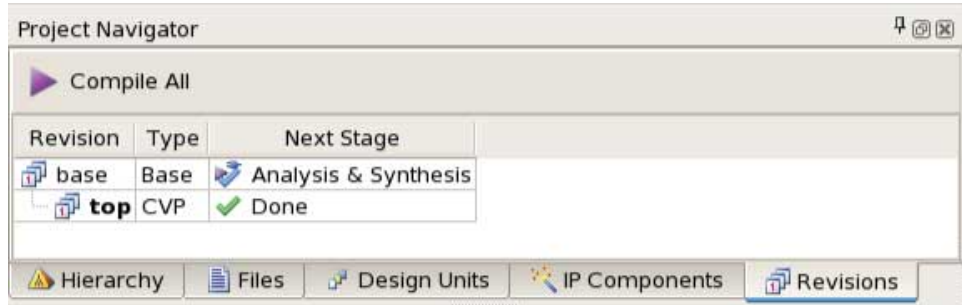 Project Navigator
Compile All
Revision Type Next Stage
base Base Analysis & Synthesis
top CVP Done
Hierarchy Files Design Units IP Components Revisions